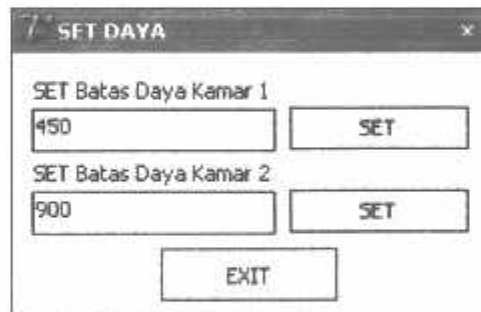 SET DAYA
SET Batas Daya Kamar 1
450 SET
SET Batas Daya Kamar 2
900 SET
EXIT